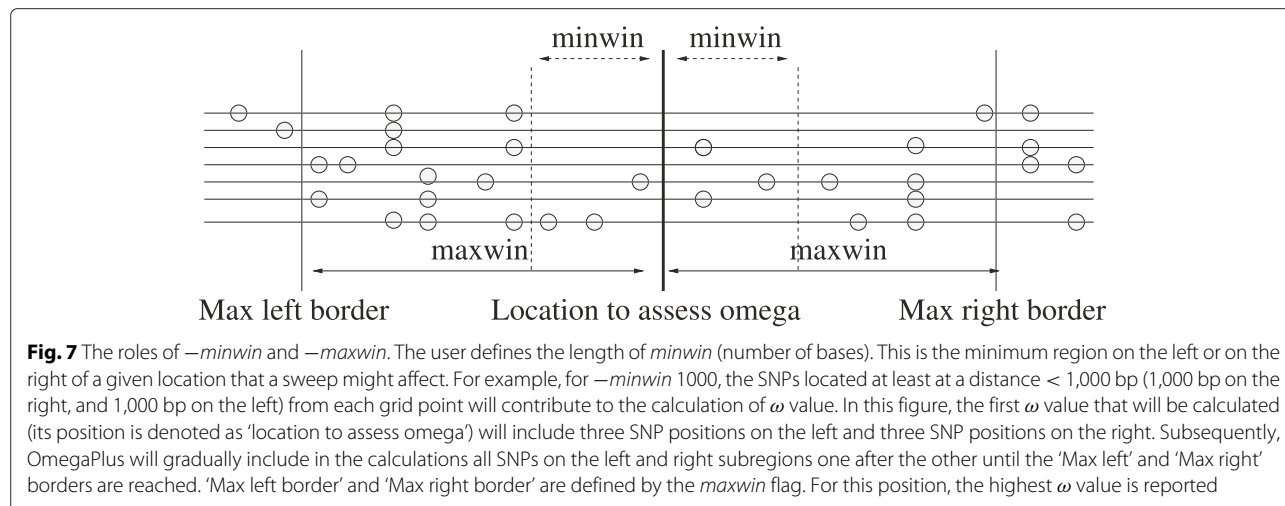 minwin minwin
maxwin maxwin
Max left border Location to assess omega Max right border
Fig. 7 The roles of −minwin and −maxwin. The user defines the length of minwin (number of bases). This is the minimum region on the left or on the
right of a given location that a sweep might affect. For example, for −minwin 1000, the SNPs located at least at a distance < 1,000 bp (1,000 bp on the
right, and 1,000 bp on the left) from each grid point will contribute to the calculation of ω value. In this figure, the first ω value that will be calculated
(its position is denoted as ‘location to assess omega’) will include three SNP positions on the left and three SNP positions on the right. Subsequently,
OmegaPlus will gradually include in the calculations all SNPs on the left and right subregions one after the other until the ‘Max left’ and ‘Max right’
borders are reached. ‘Max left border’ and ‘Max right border’ are defined by the maxwin flag. For this position, the highest ω value is reported